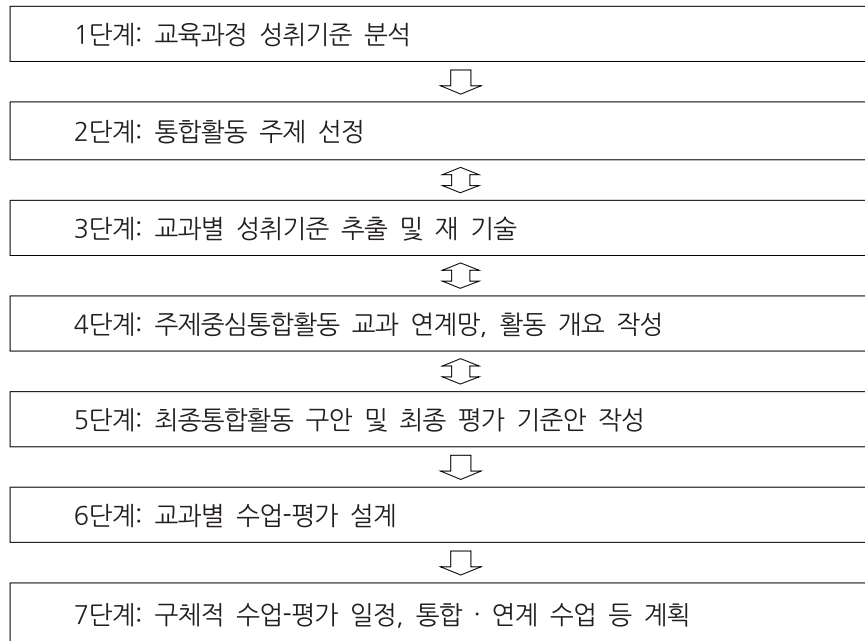 1단계: 교육과정 성취기준 분석
2단계: 통합활동 주제 선정
3단계: 교과별 성취기준 추출 및 재 기술
4단계: 주제중심통합활동 교과 연계망, 활동 개요 작성
5단계: 최종통합활동 구안 및 최종 평가 기준안 작성
6단계: 교과별 수업-평가 설계
7단계: 구체적 수업-평가 일정, 통합 · 연계 수업 등 계획